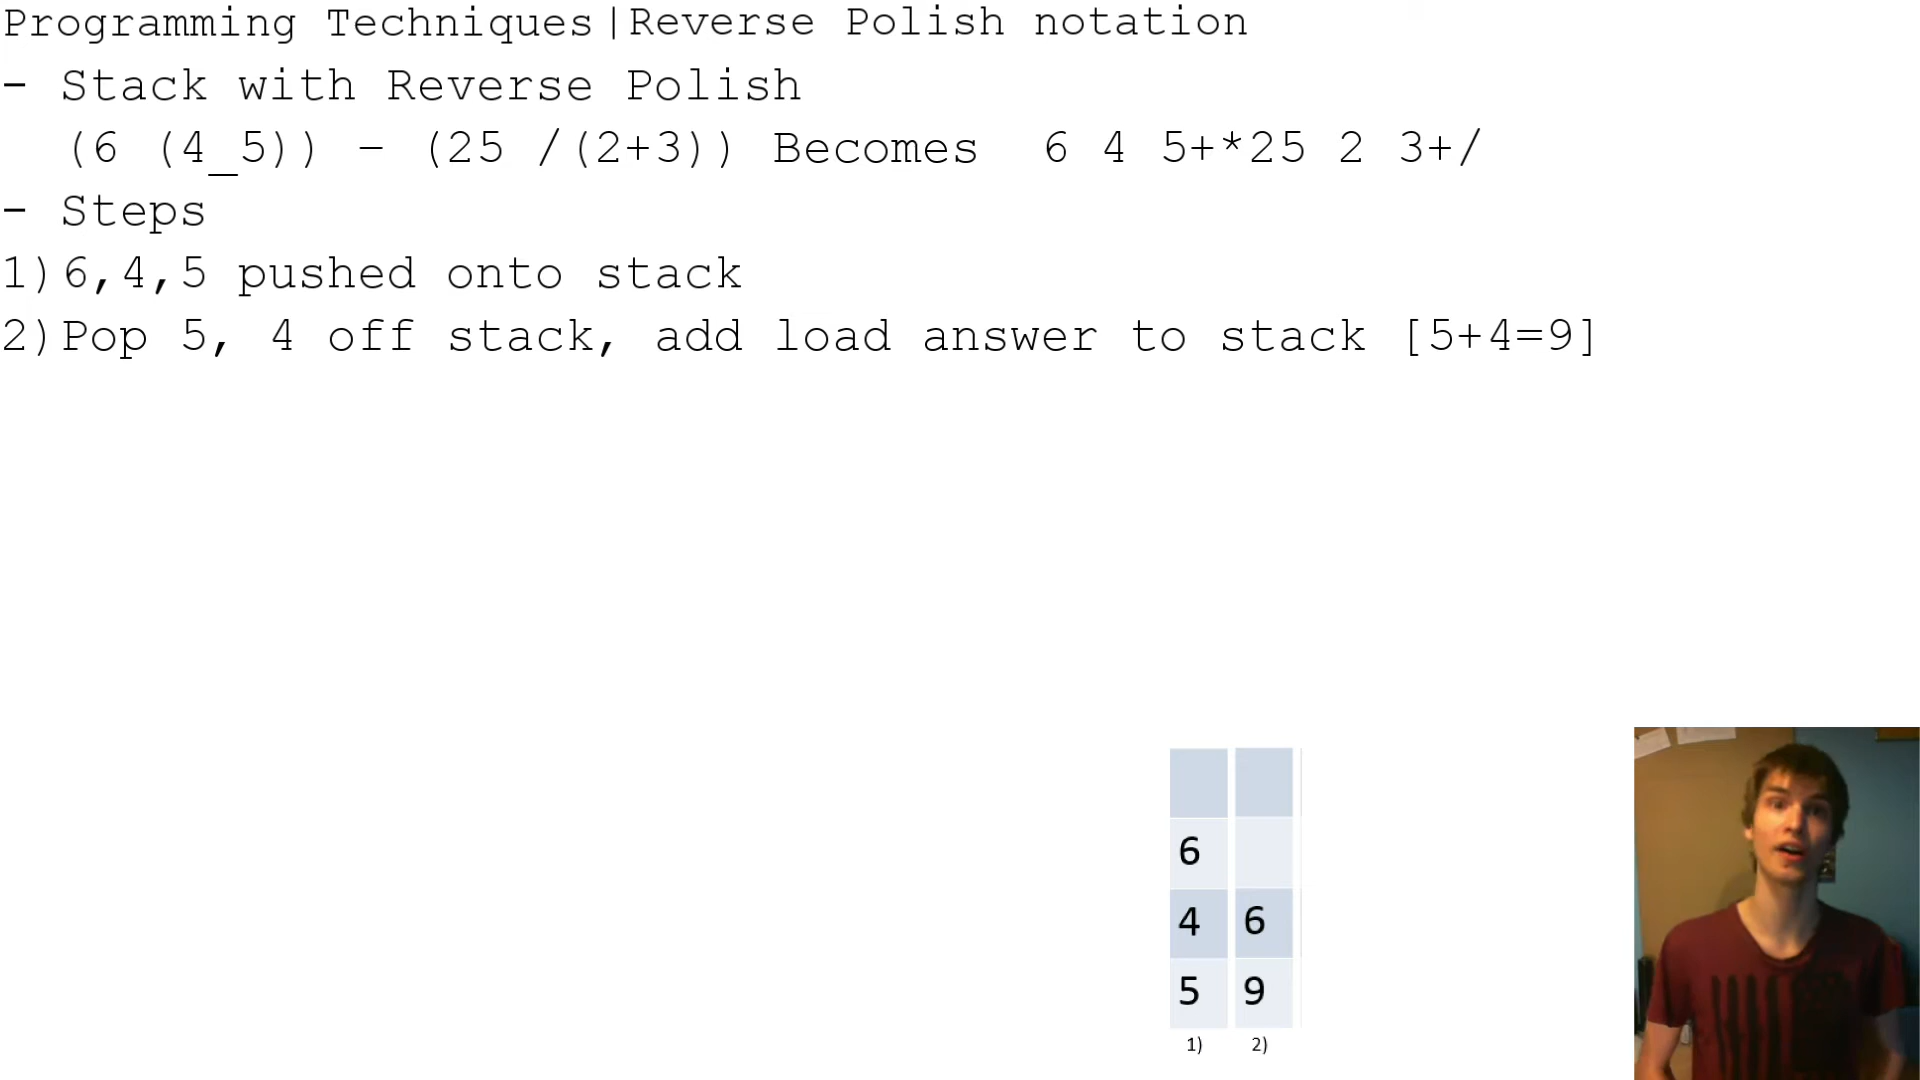 Programming Techniques|Reverse Polish notation
- Stack with Reverse Polish
(6 (4_5)) – (25 /(2+3)) Becomes 6 4 5+*25 2 3+/
- Steps
1)6,4,5 pushed onto stack
2)Pop 5, 4 off stack, add load answer to stack [5+4=9]
6
4 6
5 9
1) 2)